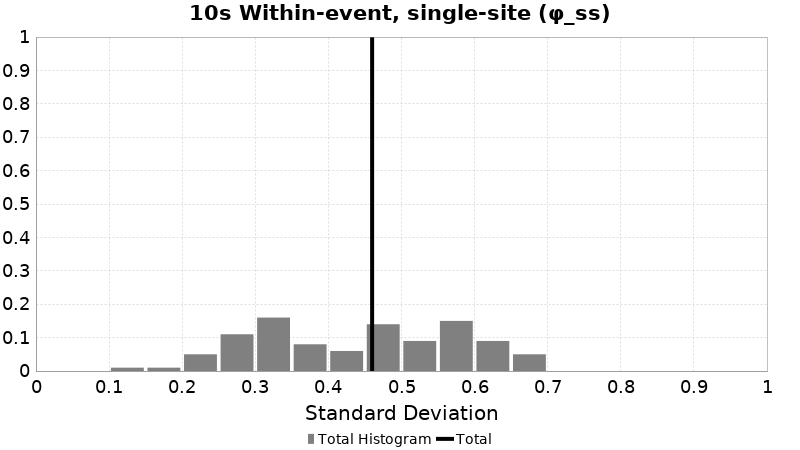 10s Within-event, single-site (φ_ss)
1
0.9
0.8
0.7
0.6
0.5
0.4
0.3
0.2
0.1
0
0 0.1 0.2 0.3 0.4 0.5 0.6 0.7 0.8 0.9 1
Standard Deviation
Total Histogram Total